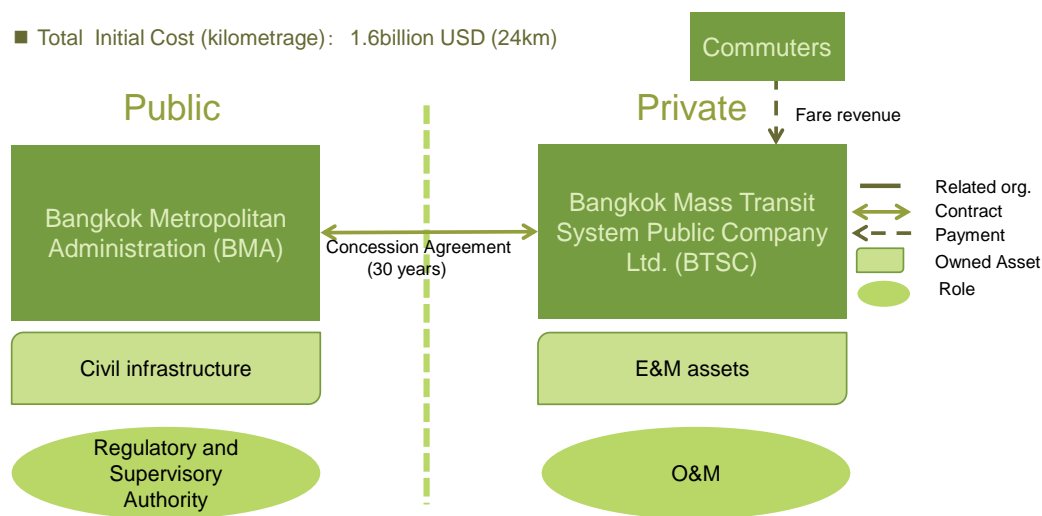 ■ Total Initial Cost (kilometrage): 1.6billion USD (24km)
Commuters
Public
Private
Fare revenue
Bangkok Metropolitan
Administration (BMA)
Concession Agreement
(30 years)
Bangkok Mass Transit
System Public Company
Ltd. (BTSC)
Related org.
Contract
Payment
Owned Asset
Role
Civil infrastructure
E&M assets
Regulatory and
Supervisory
Authority
O&M